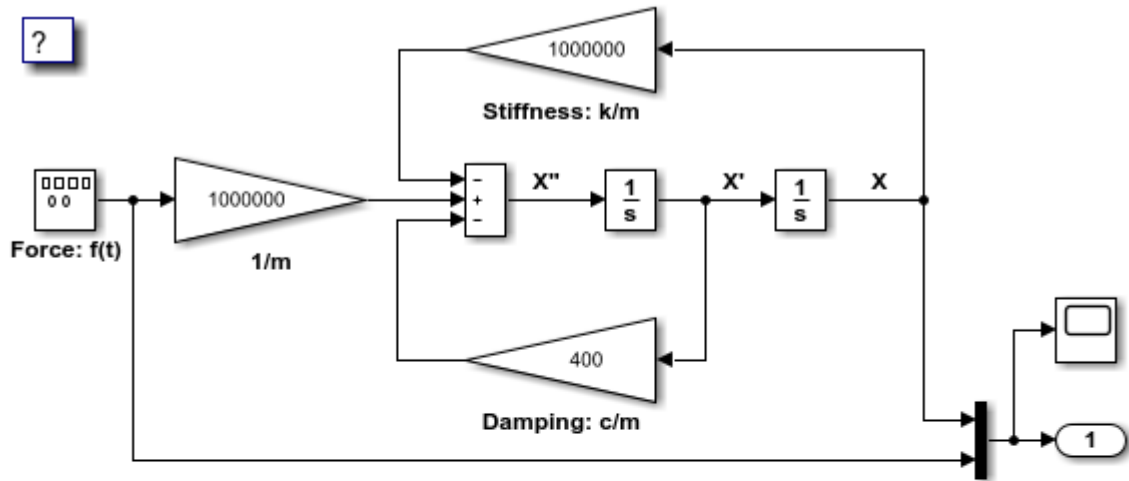 ?
1000000
Stiffness: k/m
1000000
Force: f(t)
1/m
−
+
−
X"
1
s
X'
1
s
X
400
Damping: c/m
1